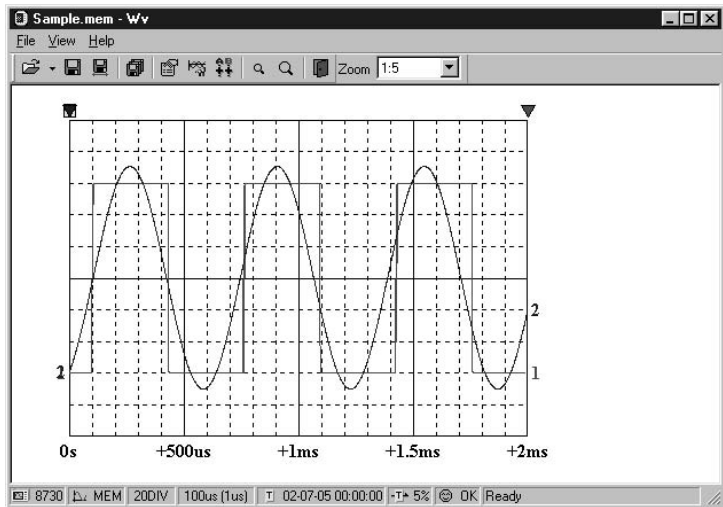 Sample.mem - Wv
File View Help
Zoom 1:5
2
2 1
0s +500us +1ms +1.5ms +2ms
8730 MEM 20DIV 100us (1us) T 02-07-05 00:00:00 -T- 5% OK Ready